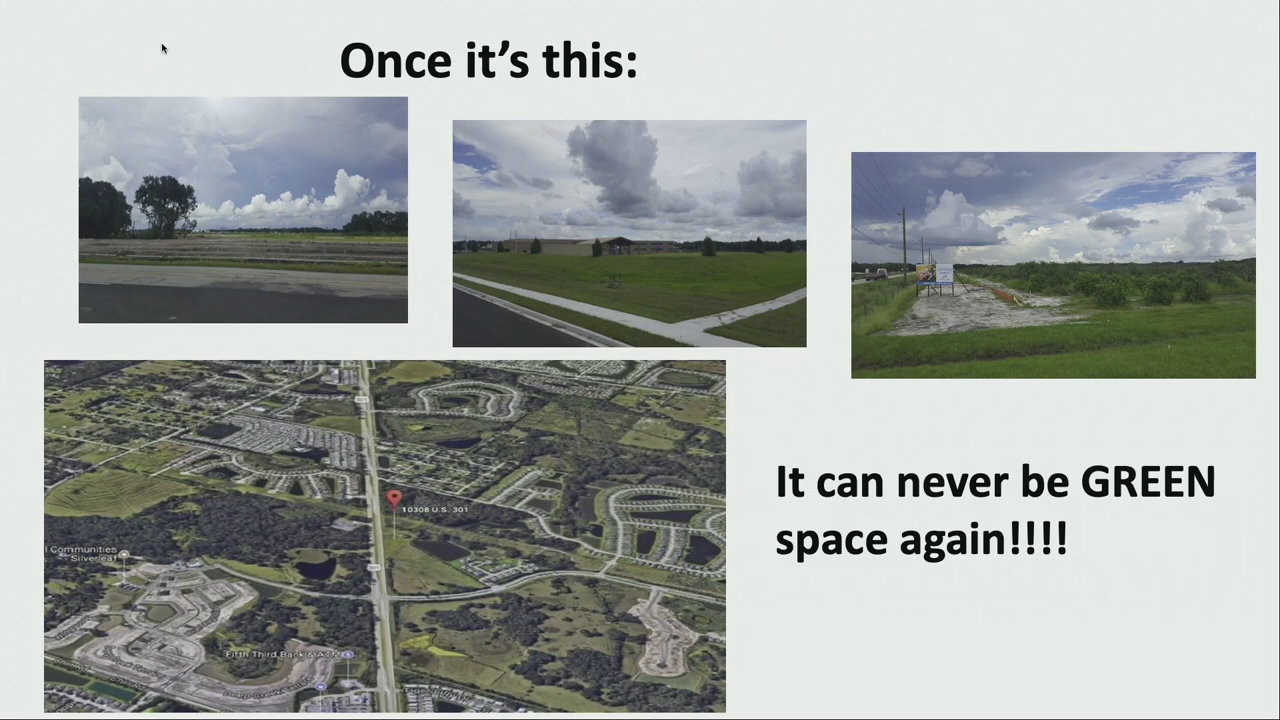 Once it's this:
10308 U.S. 301
l Communities
Silverleaf
Fifth Third Bank & ATM
It can never be GREEN
space again!!!!